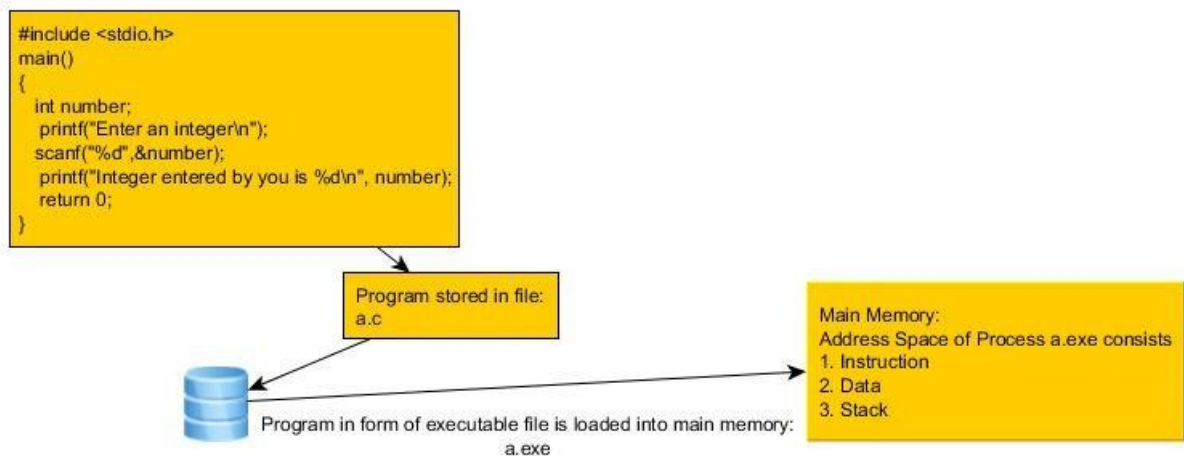 #include <stdio.h>
main()
{
int number;
printf("Enter an integer\n");
scanf("%d",&number);
printf("Integer entered by you is %d\n", number);
return 0;
}
Program stored in file:
a.c
Main Memory:
Address Space of Process a.exe consists
1. Instruction
2. Data
3. Stack
Program in form of executable file is loaded into main memory:
a.exe